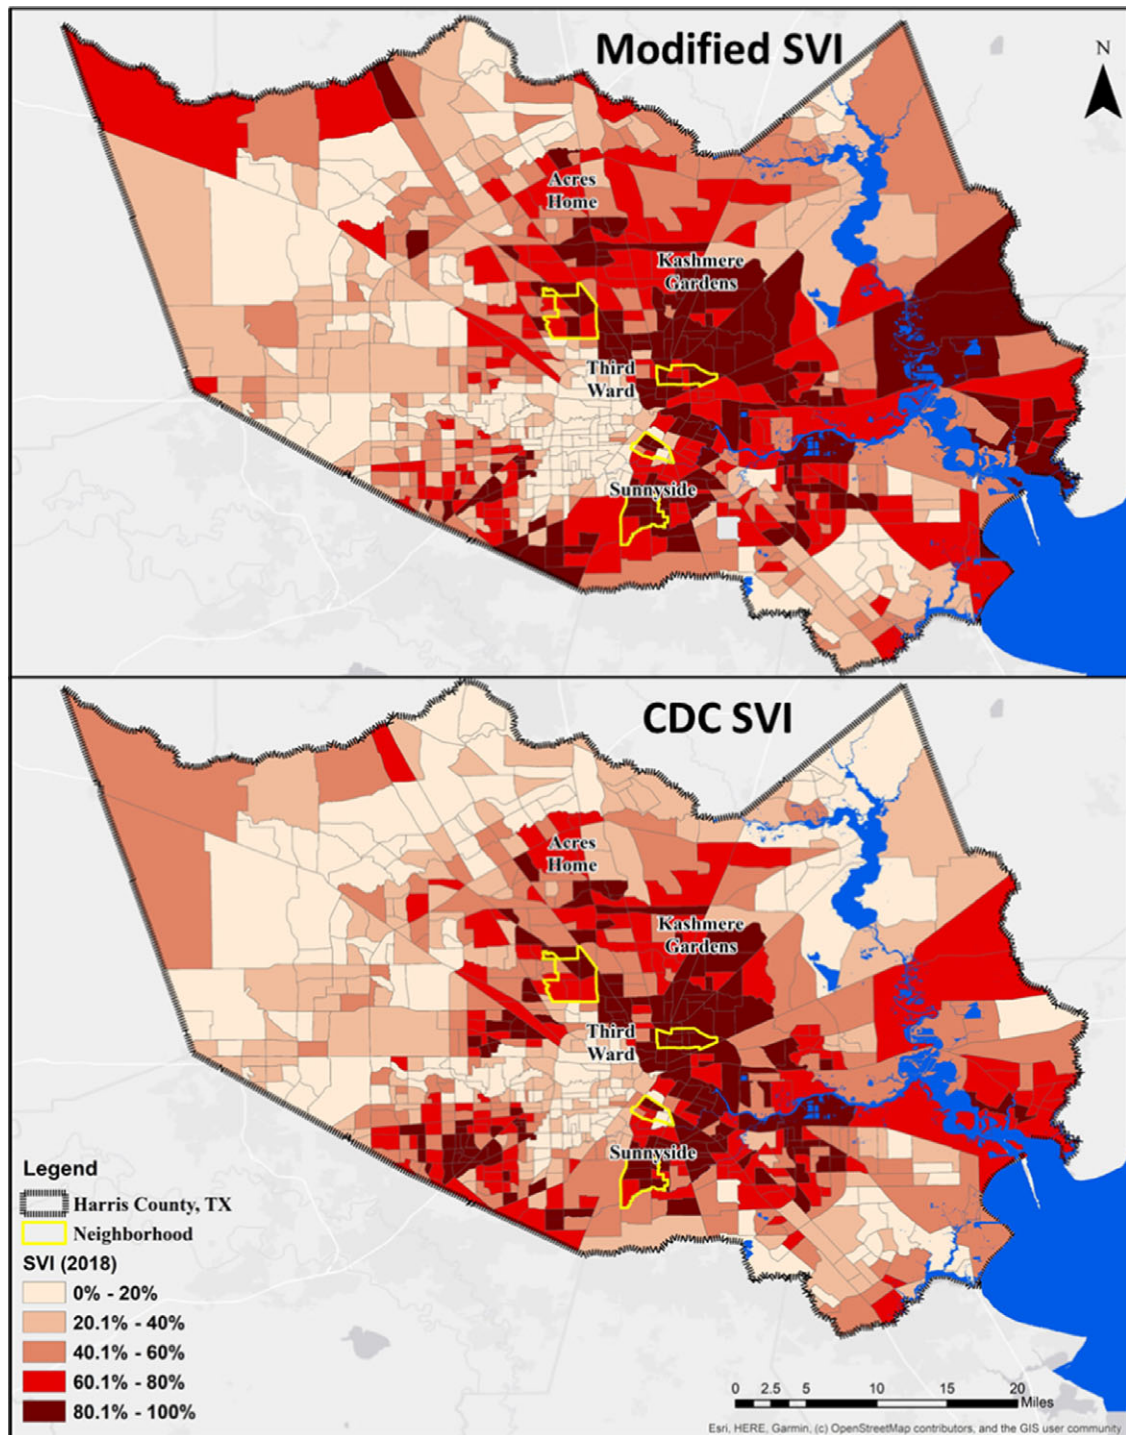 Modified SVI
N
Acres
Home
Kashmere
Gardens
Third
Ward
Sunnyside
CDC SVI
Acres
Home
Kashmere
Gardens
Third
Ward
Sunnyside
Legend
Harris County, TX
Neighborhood
SVI (2018)
0% - 20%
20.1% - 40%
40.1% - 60%
60.1% - 80%
80.1% - 100%
0 2.5 5 10 15 20
Miles
Esri, HERE, Garmin, (c) OpenStreetMap contributors, and the GIS user community